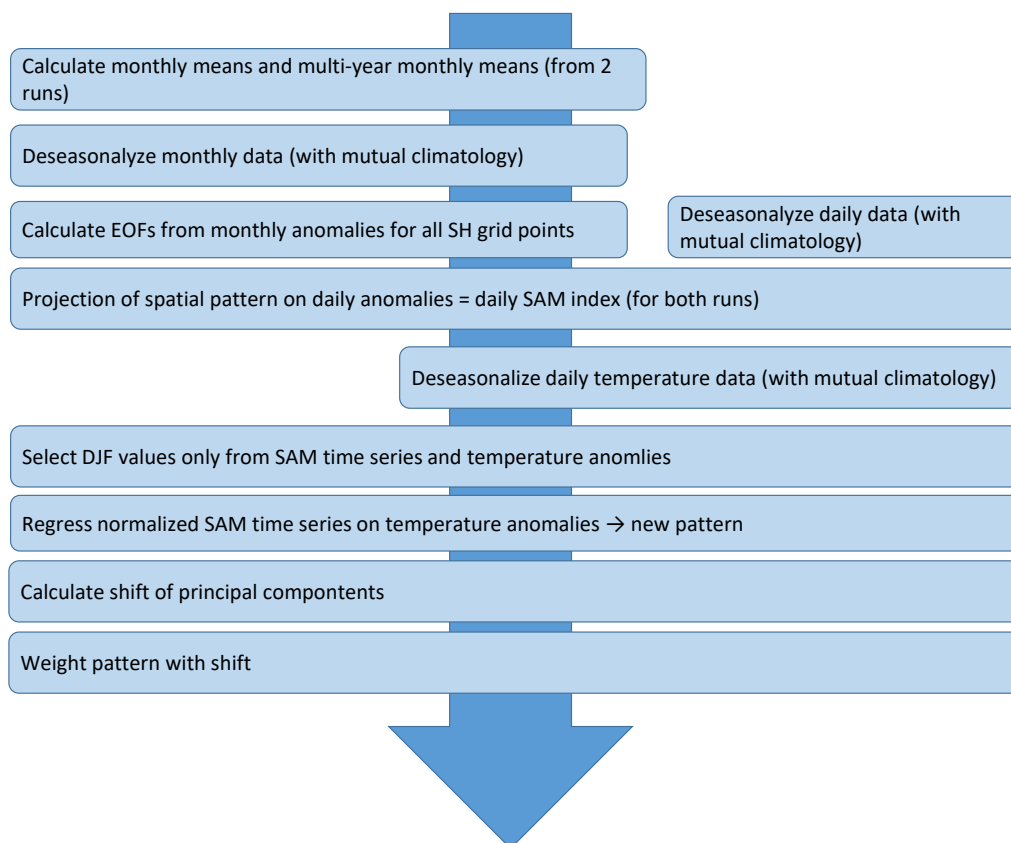 Calculate monthly means and multi-year monthly means (from 2
runs)
Deseasonalyze monthly data (with mutual climatology)
Calculate EOFs from monthly anomalies for all SH grid points
Deseasonalyze daily data (with
mutual climatology)
Projection of spatial pattern on daily anomalies = daily SAM index (for both runs)
Deseasonalize daily temperature data (with mutual climatology)
Select DJF values only from SAM time series and temperature anomlies
Regress normalized SAM time series on temperature anomalies → new pattern
Calculate shift of principal compontents
Weight pattern with shift